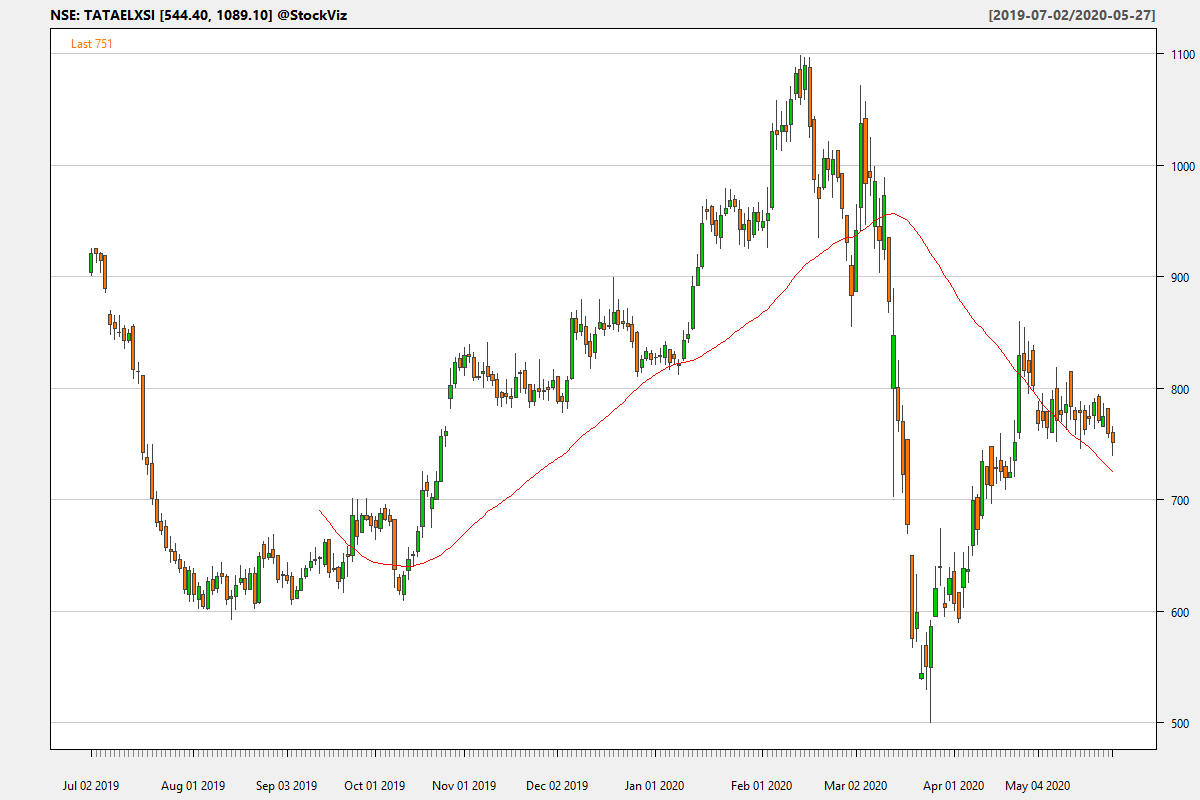 NSE: TATAELXSI [544.40, 1089.10] @StockViz [2019-07-02/2020-05-27]
Last 751
1100
1000
900
800
700
600
500
Jul 02 2019 Aug 01 2019 Sep 03 2019 Oct 01 2019 Nov 01 2019 Dec 02 2019 Jan 01 2020 Feb 01 2020 Mar 02 2020 Apr 01 2020 May 04 2020